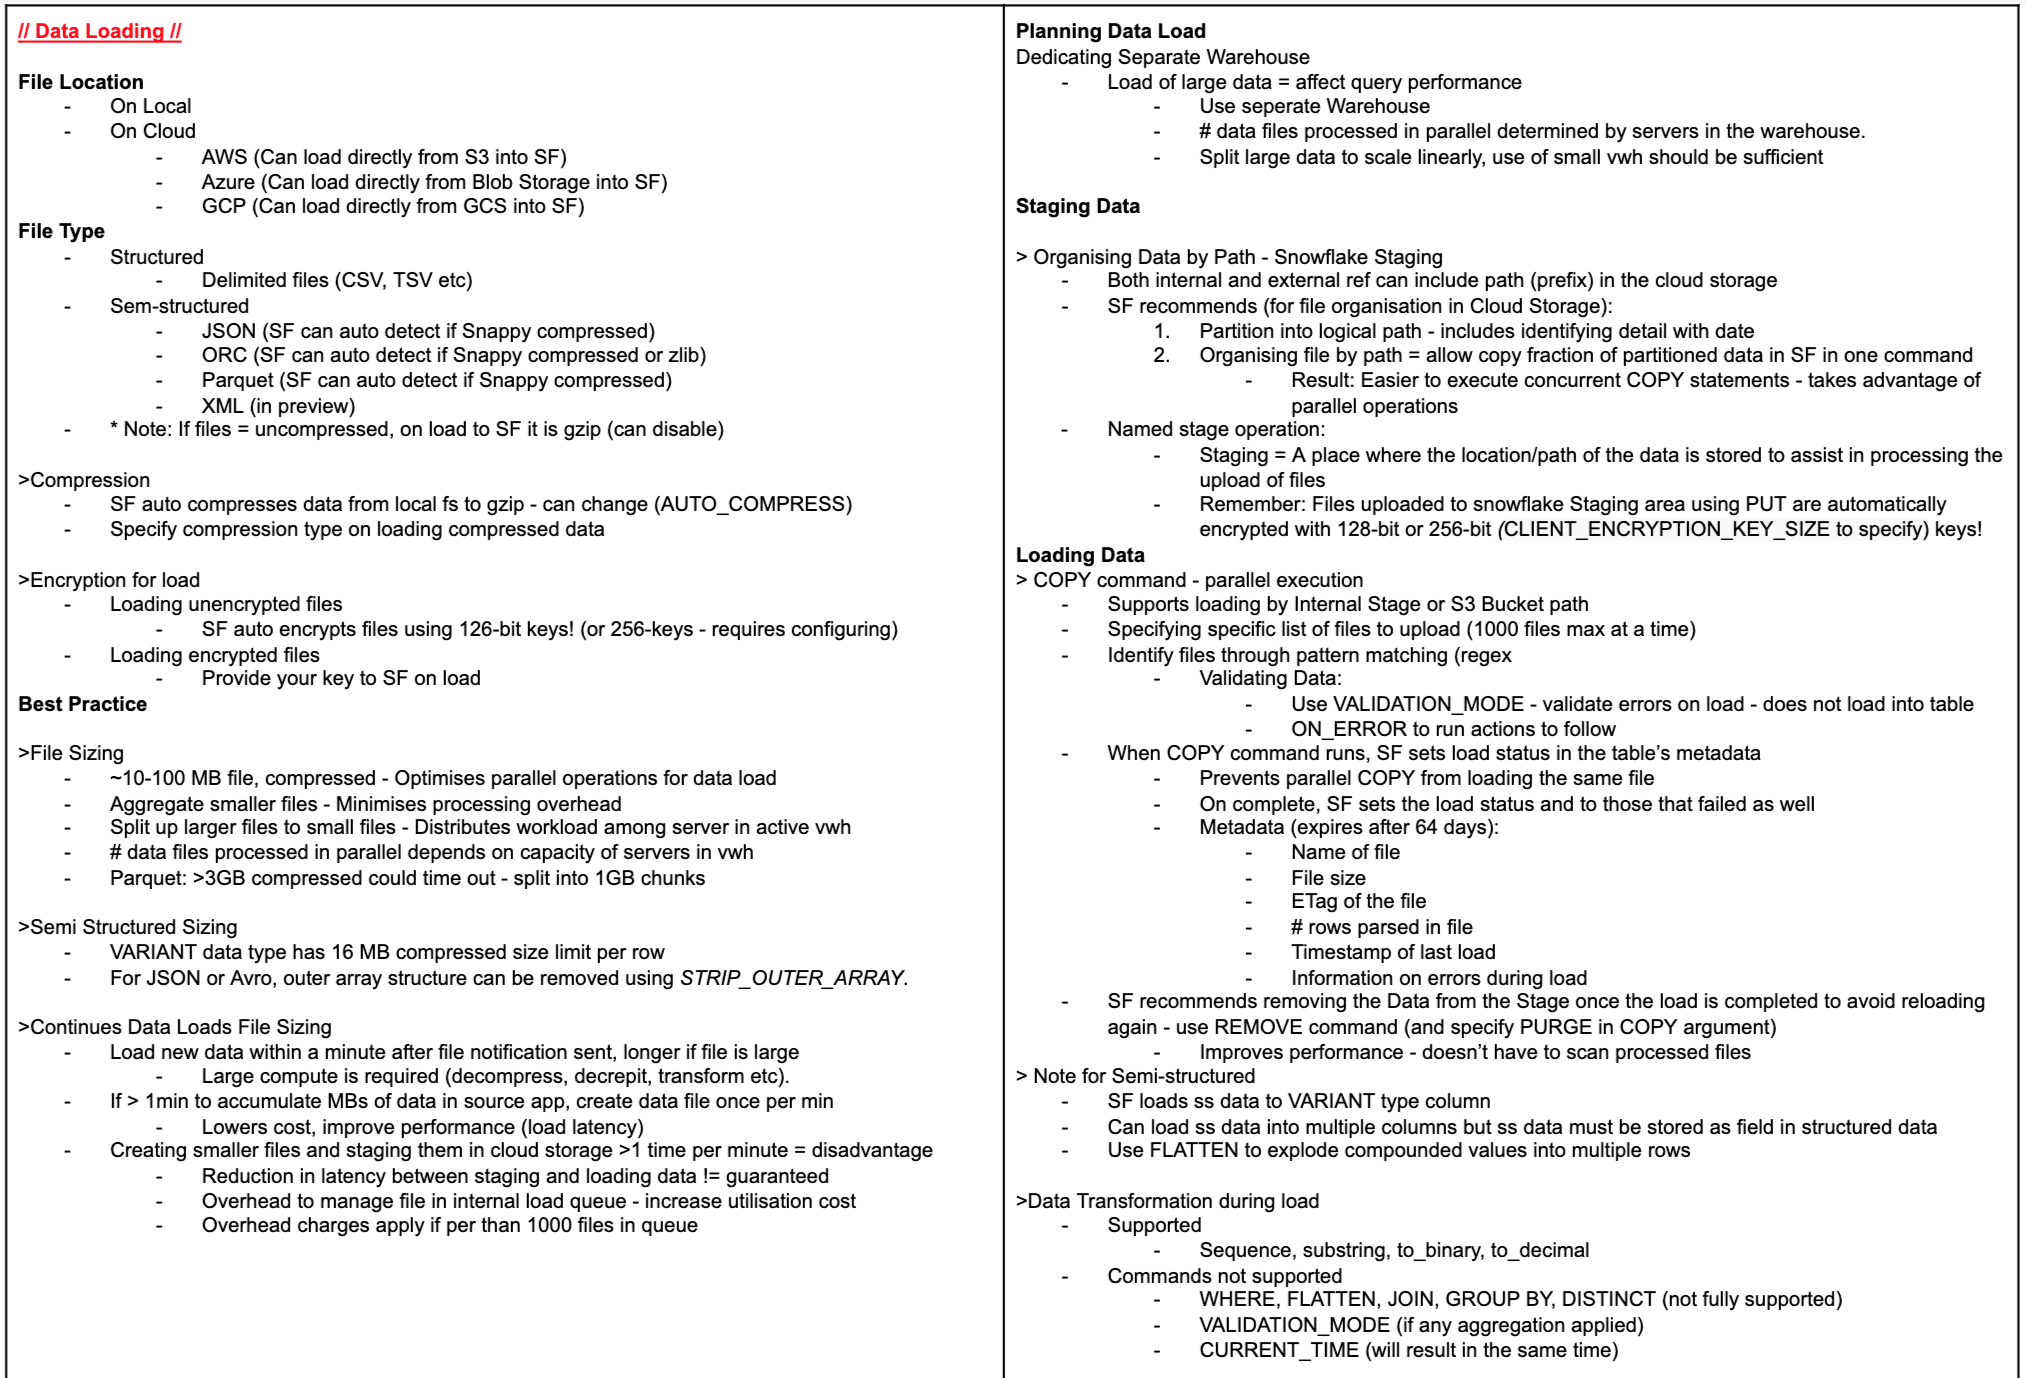 // Data Loading //
File Location
- On Local
- On Cloud
- AWS (Can load directly from S3 into SF)
- Azure (Can load directly from Blob Storage into SF)
- GCP (Can load directly from GCS into SF)
File Type
- Structured
- Delimited files (CSV, TSV etc)
- Sem-structured
- JSON (SF can auto detect if Snappy compressed)
- ORC (SF can auto detect if Snappy compressed or zlib)
- Parquet (SF can auto detect if Snappy compressed)
- XML (in preview)
- * Note: If files = uncompressed, on load to SF it is gzip (can disable)
>Compression
- SF auto compresses data from local fs to gzip - can change (AUTO_COMPRESS)
- Specify compression type on loading compressed data
>Encryption for load
- Loading unencrypted files
- SF auto encrypts files using 126-bit keys! (or 256-keys - requires configuring)
- Loading encrypted files
- Provide your key to SF on load
Best Practice
>File Sizing
- ~10-100 MB file, compressed - Optimises parallel operations for data load
- Aggregate smaller files - Minimises processing overhead
- Split up larger files to small files - Distributes workload among server in active vwh
- # data files processed in parallel depends on capacity of servers in vwh
- Parquet: >3GB compressed could time out - split into 1GB chunks
>Semi Structured Sizing
- VARIANT data type has 16 MB compressed size limit per row
- For JSON or Avro, outer array structure can be removed using STRIP_OUTER_ARRAY.
>Continues Data Loads File Sizing
- Load new data within a minute after file notification sent, longer if file is large
- Large compute is required (decompress, decrepit, transform etc).
- If > 1min to accumulate MBs of data in source app, create data file once per min
- Lowers cost, improve performance (load latency)
- Creating smaller files and staging them in cloud storage >1 time per minute = disadvantage
- Reduction in latency between staging and loading data != guaranteed
- Overhead to manage file in internal load queue - increase utilisation cost
- Overhead charges apply if per than 1000 files in queue
Planning Data Load
Dedicating Separate Warehouse
- Load of large data = affect query performance
- Use seperate Warehouse
- # data files processed in parallel determined by servers in the warehouse.
- Split large data to scale linearly, use of small vwh should be sufficient
Staging Data
> Organising Data by Path - Snowflake Staging
- Both internal and external ref can include path (prefix) in the cloud storage
- SF recommends (for file organisation in Cloud Storage):
1. Partition into logical path - includes identifying detail with date
2. Organising file by path = allow copy fraction of partitioned data in SF in one command
- Result: Easier to execute concurrent COPY statements - takes advantage of
parallel operations
- Named stage operation:
- Staging = A place where the location/path of the data is stored to assist in processing the
upload of files
- Remember: Files uploaded to snowflake Staging area using PUT are automatically
encrypted with 128-bit or 256-bit (CLIENT_ENCRYPTION_KEY_SIZE to specify) keys!
Loading Data
> COPY command - parallel execution
- Supports loading by Internal Stage or S3 Bucket path
- Specifying specific list of files to upload (1000 files max at a time)
- Identify files through pattern matching (regex
- Validating Data:
- Use VALIDATION_MODE - validate errors on load - does not load into table
- ON_ERROR to run actions to follow
- When COPY command runs, SF sets load status in the table's metadata
- Prevents parallel COPY from loading the same file
- On complete, SF sets the load status and to those that failed as well
- Metadata (expires after 64 days):
- Name of file
- File size
- ETag of the file
- # rows parsed in file
- Timestamp of last load
- Information on errors during load
- SF recommends removing the Data from the Stage once the load is completed to avoid reloading
again - use REMOVE command (and specify PURGE in COPY argument)
- Improves performance - doesn't have to scan processed files
> Note for Semi-structured
- SF loads ss data to VARIANT type column
- Can load ss data into multiple columns but ss data must be stored as field in structured data
- Use FLATTEN to explode compounded values into multiple rows
>Data Transformation during load
- Supported
- Sequence, substring, to_binary, to_decimal
- Commands not supported
- WHERE, FLATTEN, JOIN, GROUP BY, DISTINCT (not fully supported)
- VALIDATION_MODE (if any aggregation applied)
- CURRENT_TIME (will result in the same time)